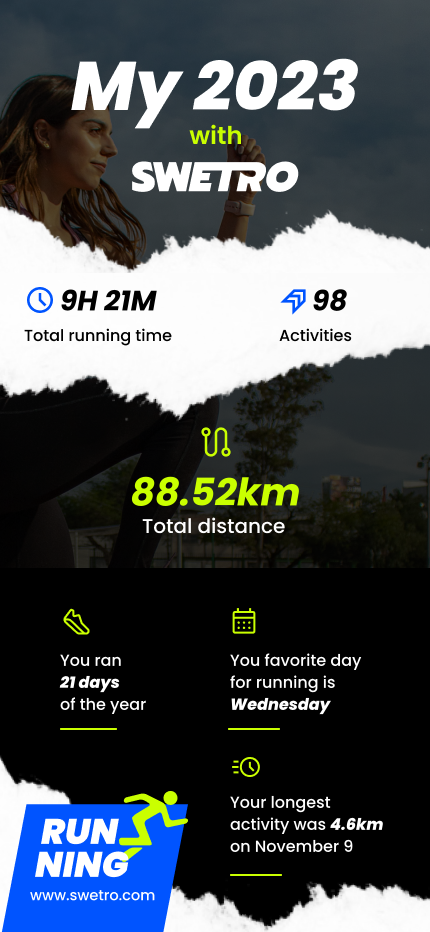 My 2023
with
SWETRO
9H 21M
Total running time
98
Activities
88.52km
Total distance
You ran
21 days
of the year
You favorite day
for running is
Wednesday
Your longest
activity was 4.6km
on November 9
RUN
NING
www.swetro.com